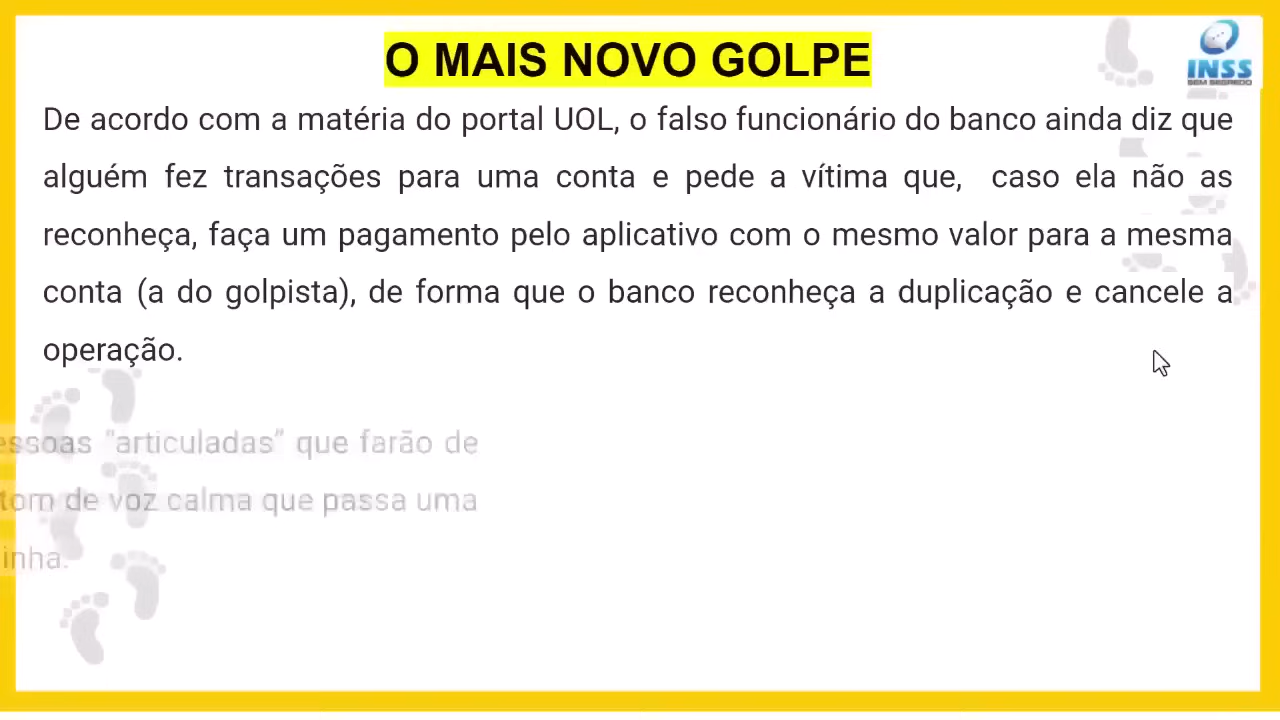 O MAIS NOVO GOLPE
INSS
SEM SEGREDO
De acordo com a matéria do portal UOL, o falso funcionário do banco ainda diz que
alguém fez transações para uma conta e pede a vítima que, caso ela não as
reconheça, faça um pagamento pelo aplicativo com o mesmo valor para a mesma
conta (a do golpista), de forma que o banco reconheça a duplicação e cancele a
operação.
"articuladas" que farão de
tom de voz calma que passa uma